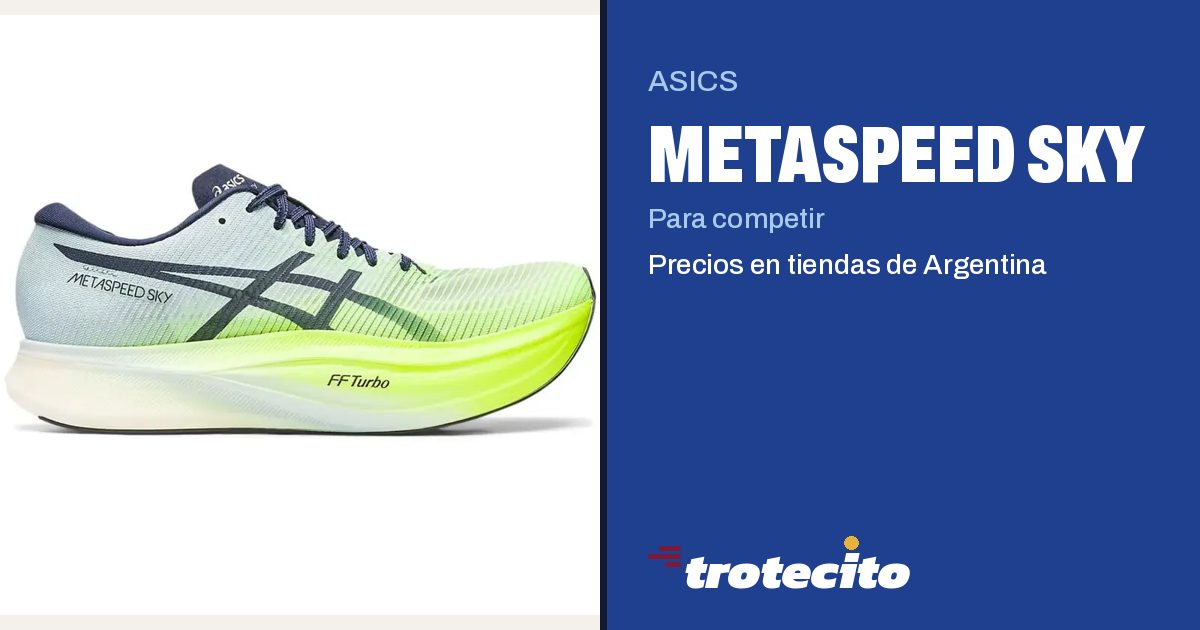 ASICS
METASPEED SKY
Para competir
Precios en tiendas de Argentina
asics
METASPEED SKY
FF Turbo
trotecito